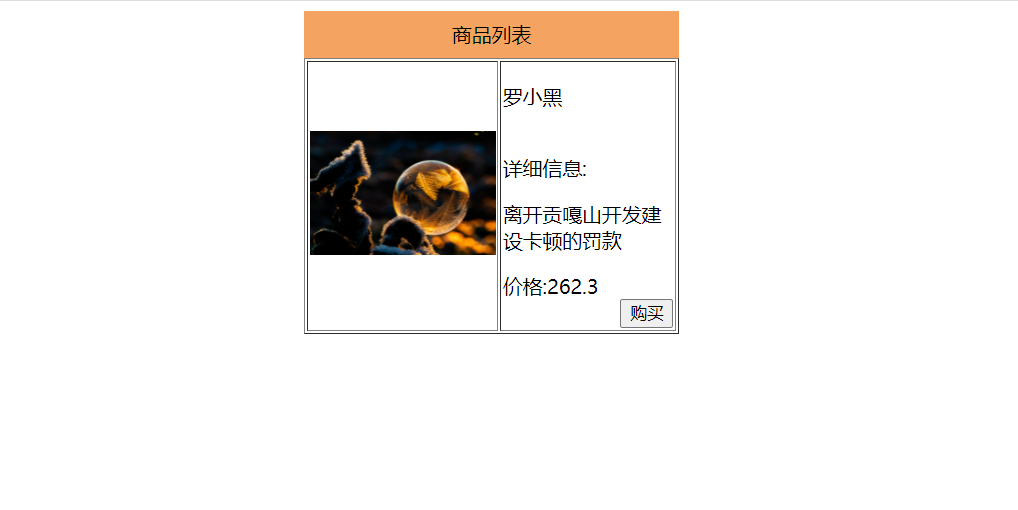 商品列表
罗小黑
详细信息:
离开贡嘎山开发建
设卡顿的罚款
价格:262.3
购买